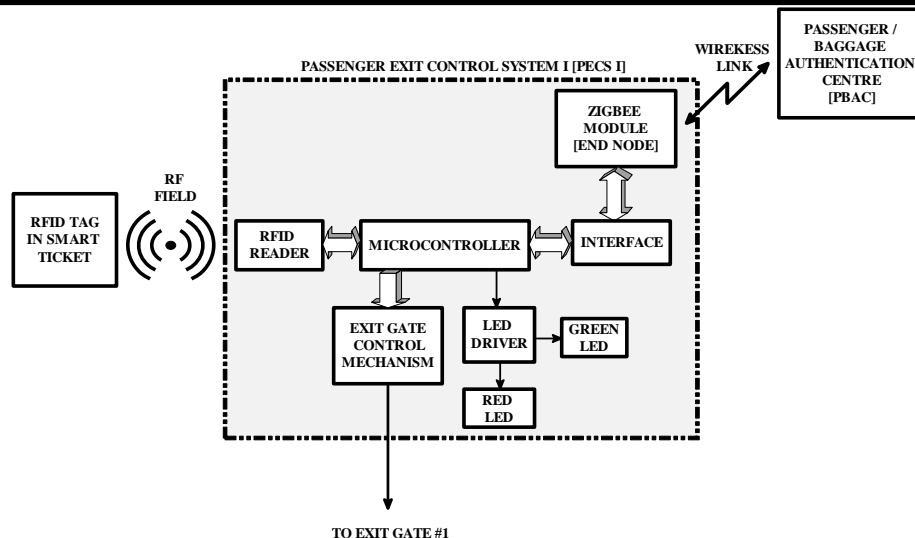 PASSENGER /
BAGGAGE
AUTHENTICATION
CENTRE
[PBAC]
WIREKESS
LINK
PASSENGER EXIT CONTROL SYSTEM I [PECS I]
ZIGBEE
MODULE
[END NODE]
RF
FIELD
RFID TAG
IN SMART
TICKET
RFID
READER
MICROCONTROLLER
INTERFACE
EXIT GATE
CONTROL
MECHANISM
LED
DRIVER
GREEN
LED
RED
LED
TO EXIT GATE #1